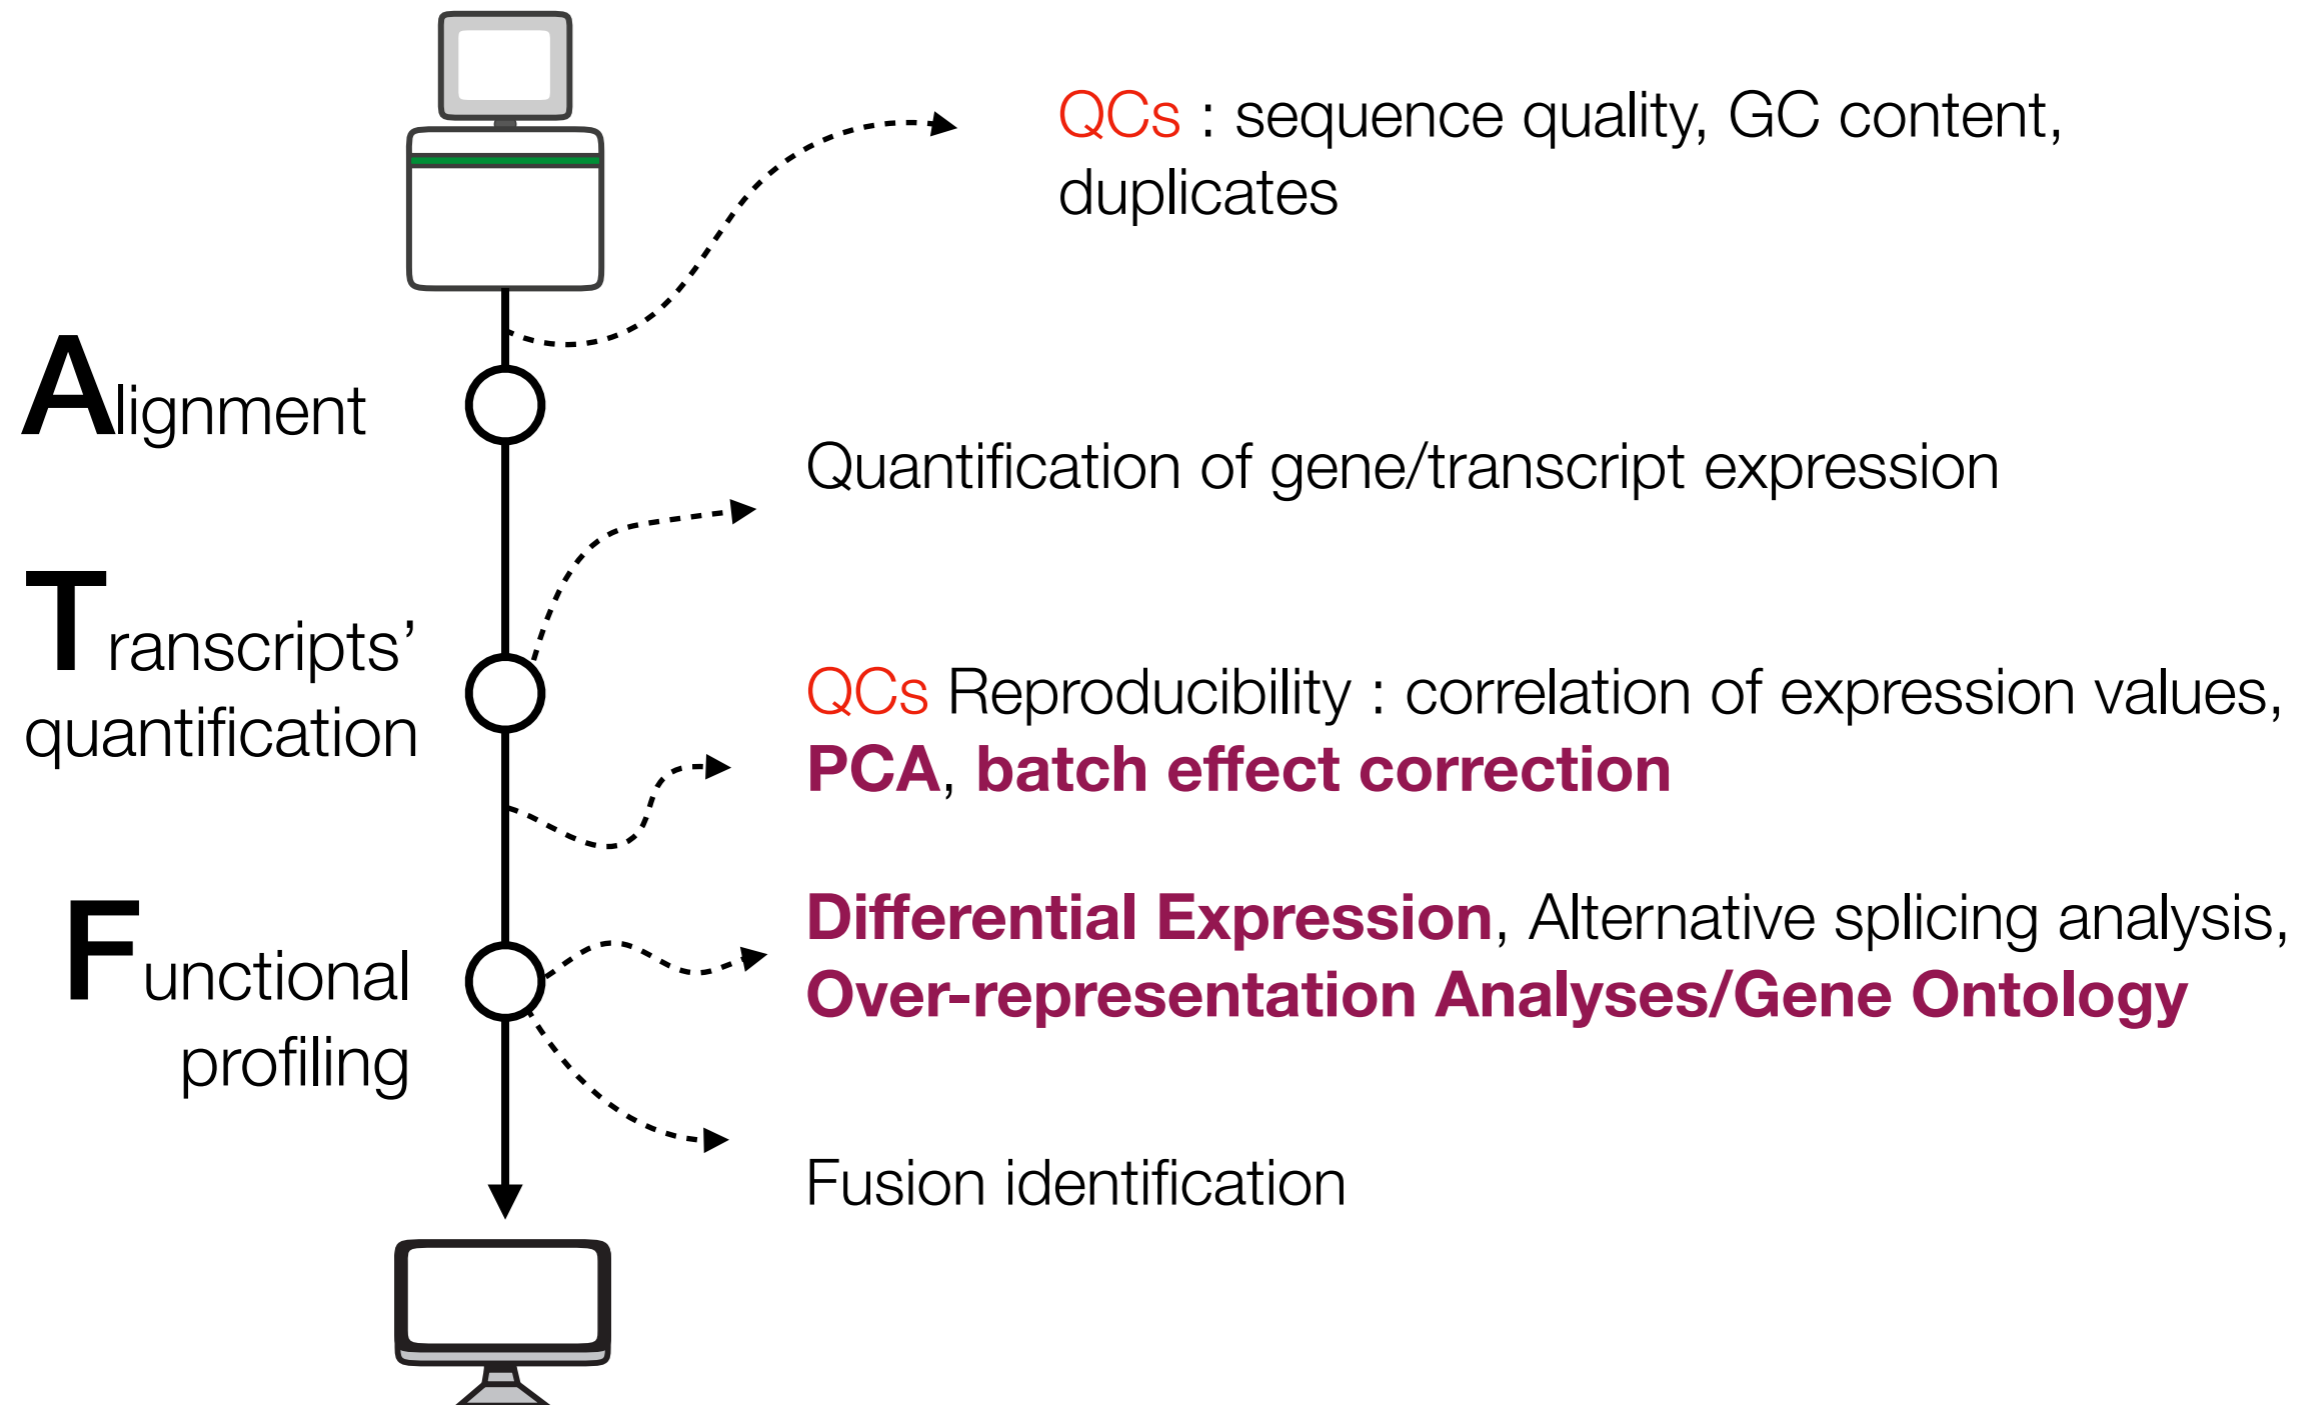 QCs : sequence quality, GC content,
duplicates
Alignment
Quantification of gene/transcript expression
Transcripts’
quantification
QCs Reproducibility : correlation of expression values,
PCA, batch effect correction
Functional
profiling
Differential Expression, Alternative splicing analysis,
Over-representation Analyses/Gene Ontology
Fusion identification